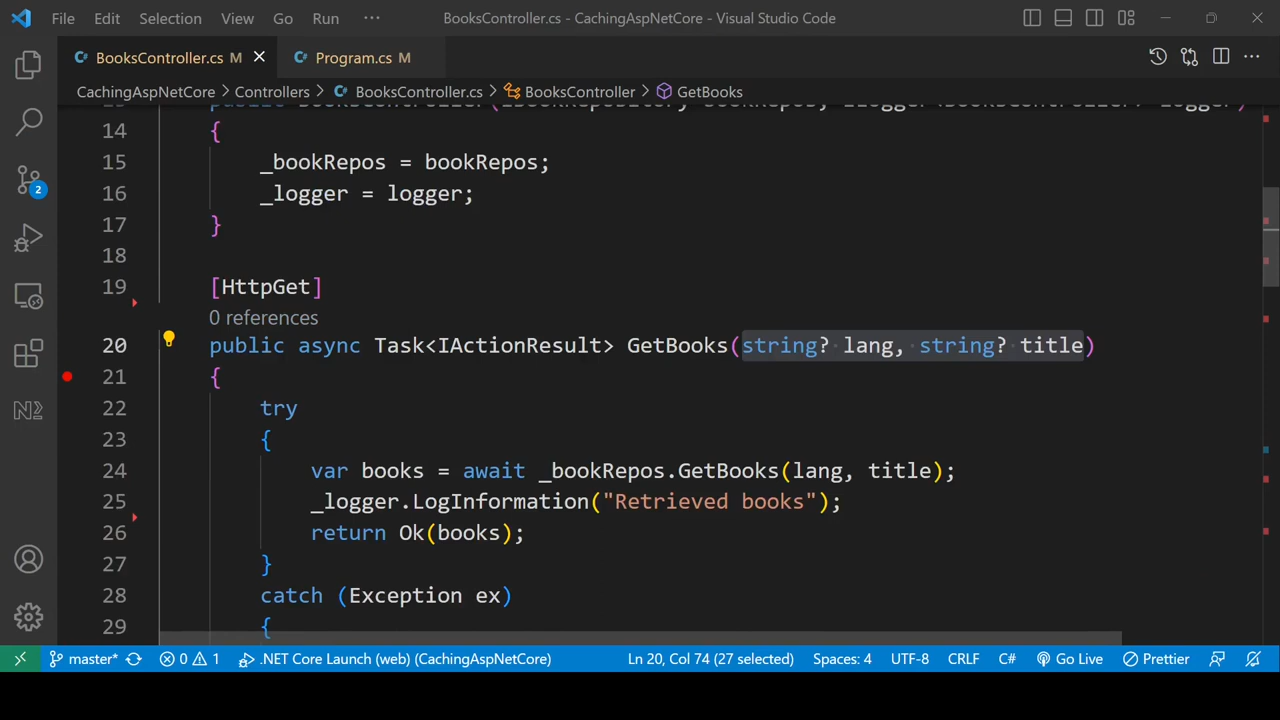 File Edit Selection View Go Run ··· BooksController.cs - CachingAspNetCore - Visual Studio Code
BooksController.cs M Program.cs M
CachingAspNetCore > Controllers > BooksController.cs > BooksController > GetBooks
14 {
15 _bookRepos = bookRepos;
16 _logger = logger;
17 }
18
19 [HttpGet]
0 references
20 public async Task<IActionResult> GetBooks(string? lang, string? title)
21 {
22 try
23 {
24 var books = await _bookRepos.GetBooks(lang, title);
25 _logger.LogInformation("Retrieved books");
26 return Ok(books);
27 }
28 catch (Exception ex)
29 {
2
master* 0 1 .NET Core Launch (web) (CachingAspNetCore) Ln 20, Col 74 (27 selected) Spaces: 4 UTF-8 CRLF C# Go Live Prettier